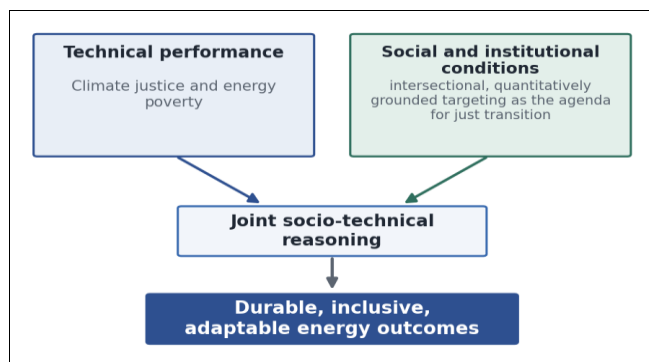 Technical performance
Climate justice and energy
poverty
Social and institutional
conditions
intersectional, quantitatively
grounded targeting as the agenda
for just transition
Joint socio-technical
reasoning
Durable, inclusive,
adaptable energy outcomes